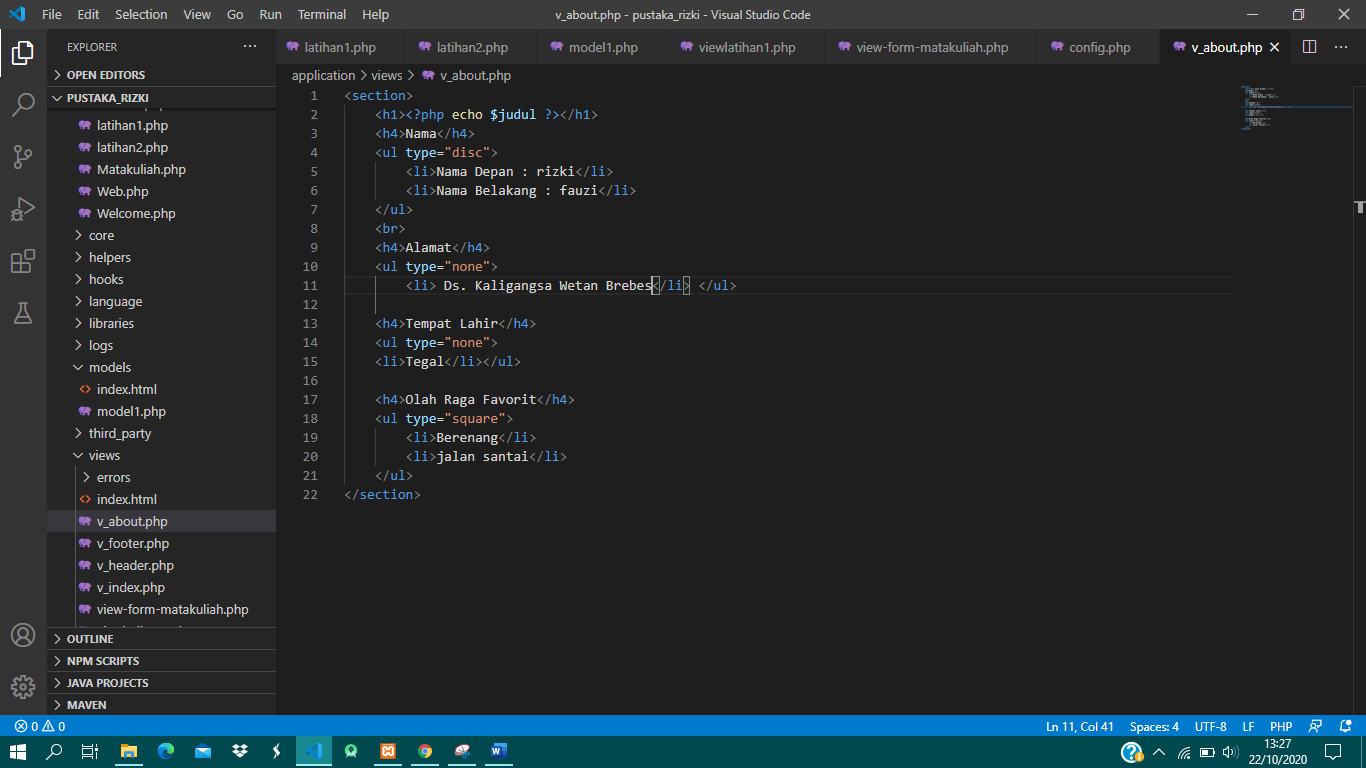 File Edit Selection View Go Run Terminal Help
v_about.php - pustaka_rizki - Visual Studio Code
EXPLORER
OPEN EDITORS
PUSTAKA_RIZKI
latihan1.php
latihan2.php
Matakuliah.php
Web.php
Welcome.php
core
helpers
hooks
language
libraries
logs
models
index.html
model1.php
third_party
views
errors
index.html
v_about.php
v_footer.php
v_header.php
v_index.php
view-form-matakuliah.php
OUTLINE
NPM SCRIPTS
JAVA PROJECTS
MAVEN
latihan1.php latihan2.php model1.php viewlatihan1.php view-form-matakuliah.php config.php v_about.php
application > views > v_about.php
1 <section>
2 <h1><?php echo $judul ?></h1>
3 <h4>Nama</h4>
4 <ul type="disc">
5 <li>Nama Depan : rizki</li>
6 <li>Nama Belakang : fauzi</li>
7 </ul>
8 <br>
9 <h4>Alamat</h4>
10 <ul type="none">
11 <li> Ds. Kaligangsa Wetan Brebes</li> </ul>
12
13 <h4>Tempat Lahir</h4>
14 <ul type="none">
15 <li>Tegal</li></ul>
16
17 <h4>Olah Raga Favorit</h4>
18 <ul type="square">
19 <li>Berenang</li>
20 <li>jalan santai</li>
21 </ul>
22 </section>
0 0
Ln 11, Col 41 Spaces: 4 UTF-8 LF PHP
13:27
22/10/2020